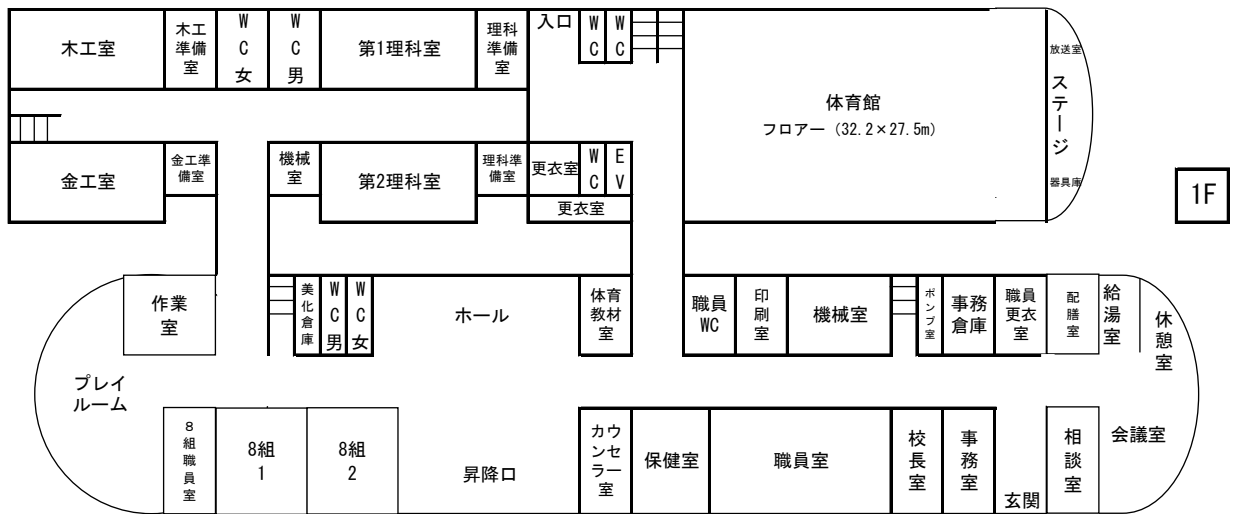 木工室
木工
準備
室
W
C
女
W
C
男
第1理科室
理科
準備
室
入口
W
C
W
C
体育館
フロアー (32.2×27.5m)
放送室
ステージ
器具庫
金工室
金工準
備室
機械
室
第2理科室
理科準
備室
更衣室
W
C
E
V
更衣室
1F
作業
室
美化倉庫
W
C
男
W
C
女
ホール
体育
教材
室
職員
WC
印
刷
室
機械室
ポンプ室
事務
倉庫
職員
更衣
室
配
膳
室
給
湯
室
休
憩
室
プレイ
ルーム
8
組
職
員
室
8組
1
8組
2
昇降口
カウ
ンセ
ラー
室
保健室
職員室
校
長
室
事
務
室
玄関
相
談
室
会議室